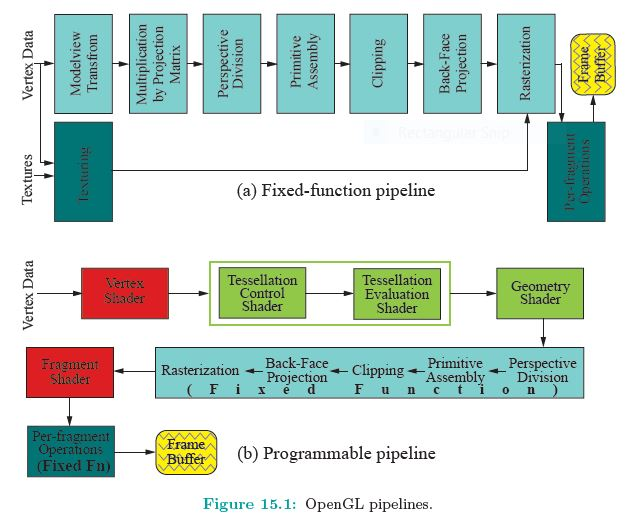 Vertex Data
Modelview
Transfrom
Multiplication
by Projection
Matrix
Perspective
Division
Primitive
Assembly
Clipping
Back-Face
Projection
Rasterization
Frame
Buffer
Textures
Texturing
Rectangular Snip
Per-fragment
Operations
(a) Fixed-function pipeline
Vertex Data
Vertex
Shader
Tessellation
Control
Shader
Tessellation
Evaluation
Shader
Geometry
Shader
Fragment
Shader
Rasterization
Back-Face
Projection
Clipping
Primitive
Assembly
Perspective
Division
( F i x e d F u n c t i o n )
Per-fragment
Operations
(Fixed Fn)
Frame
Buffer
(b) Programmable pipeline
Figure 15.1: OpenGL pipelines.